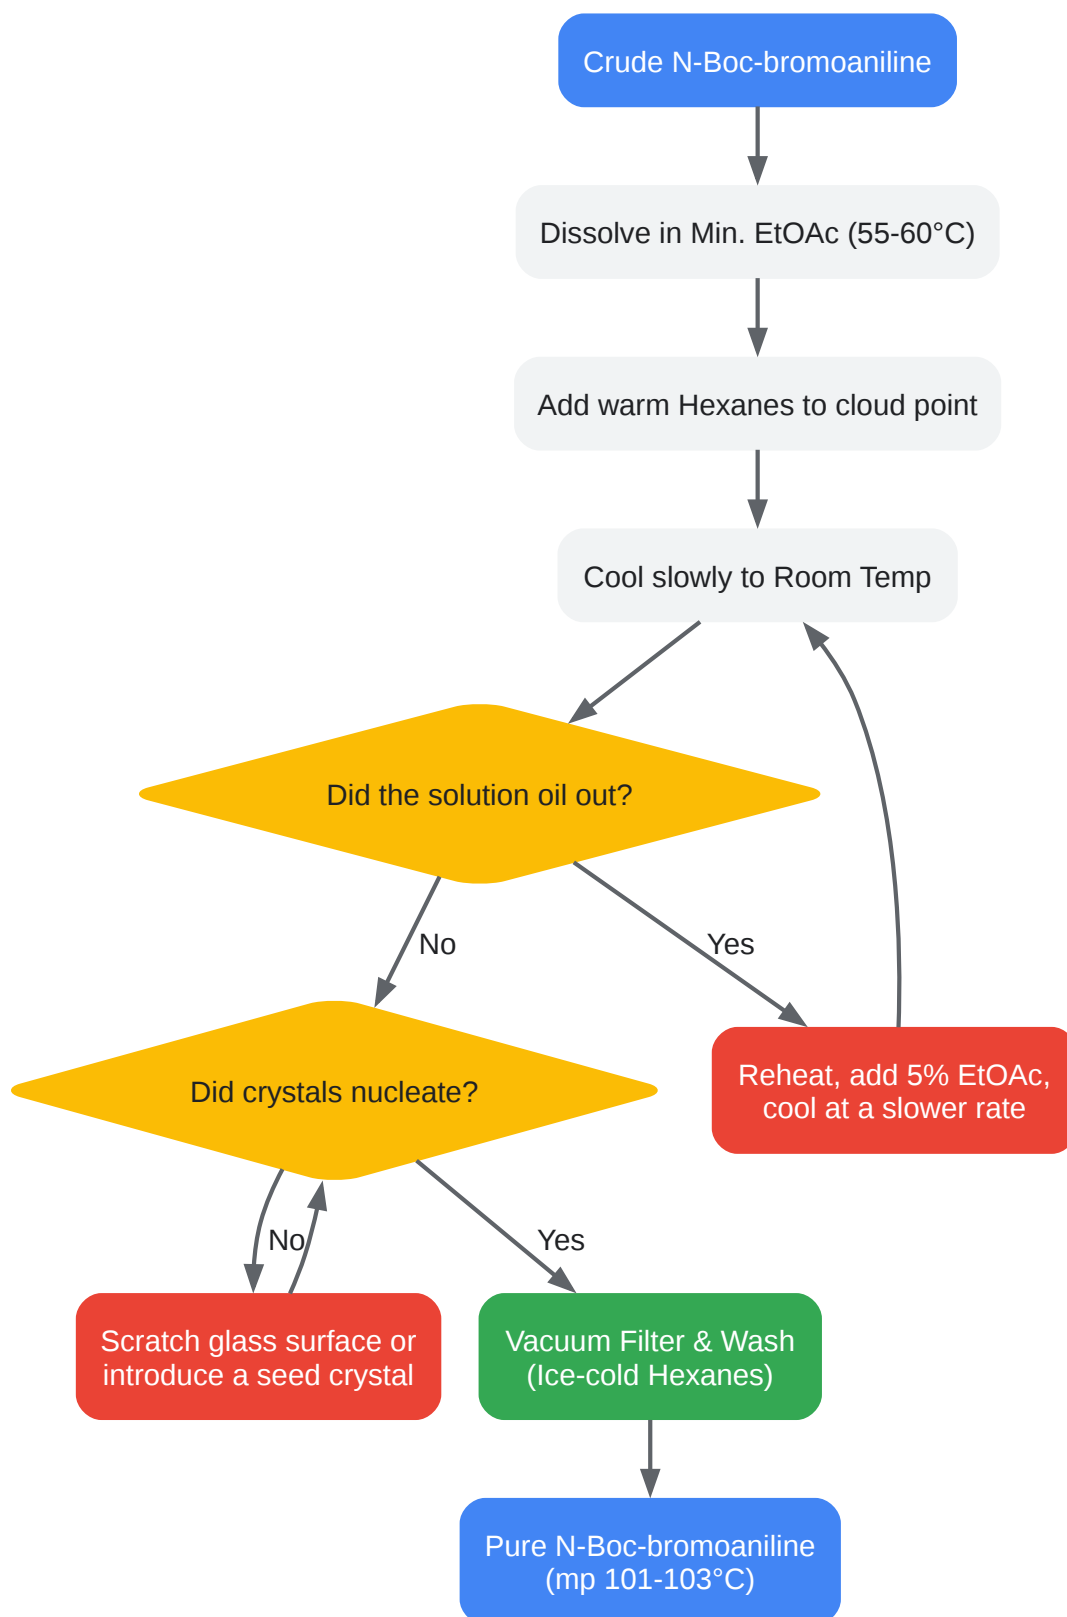 Crude N-Boc-bromoaniline
Dissolve in Min. EtOAc (55-60°C)
Add warm Hexanes to cloud point
Cool slowly to Room Temp
Did the solution oil out?
No
Yes
Did crystals nucleate?
Reheat, add 5% EtOAc,
cool at a slower rate
No
Yes
Scratch glass surface or
introduce a seed crystal
Vacuum Filter & Wash
(Ice-cold Hexanes)
Pure N-Boc-bromoaniline
(mp 101-103°C)